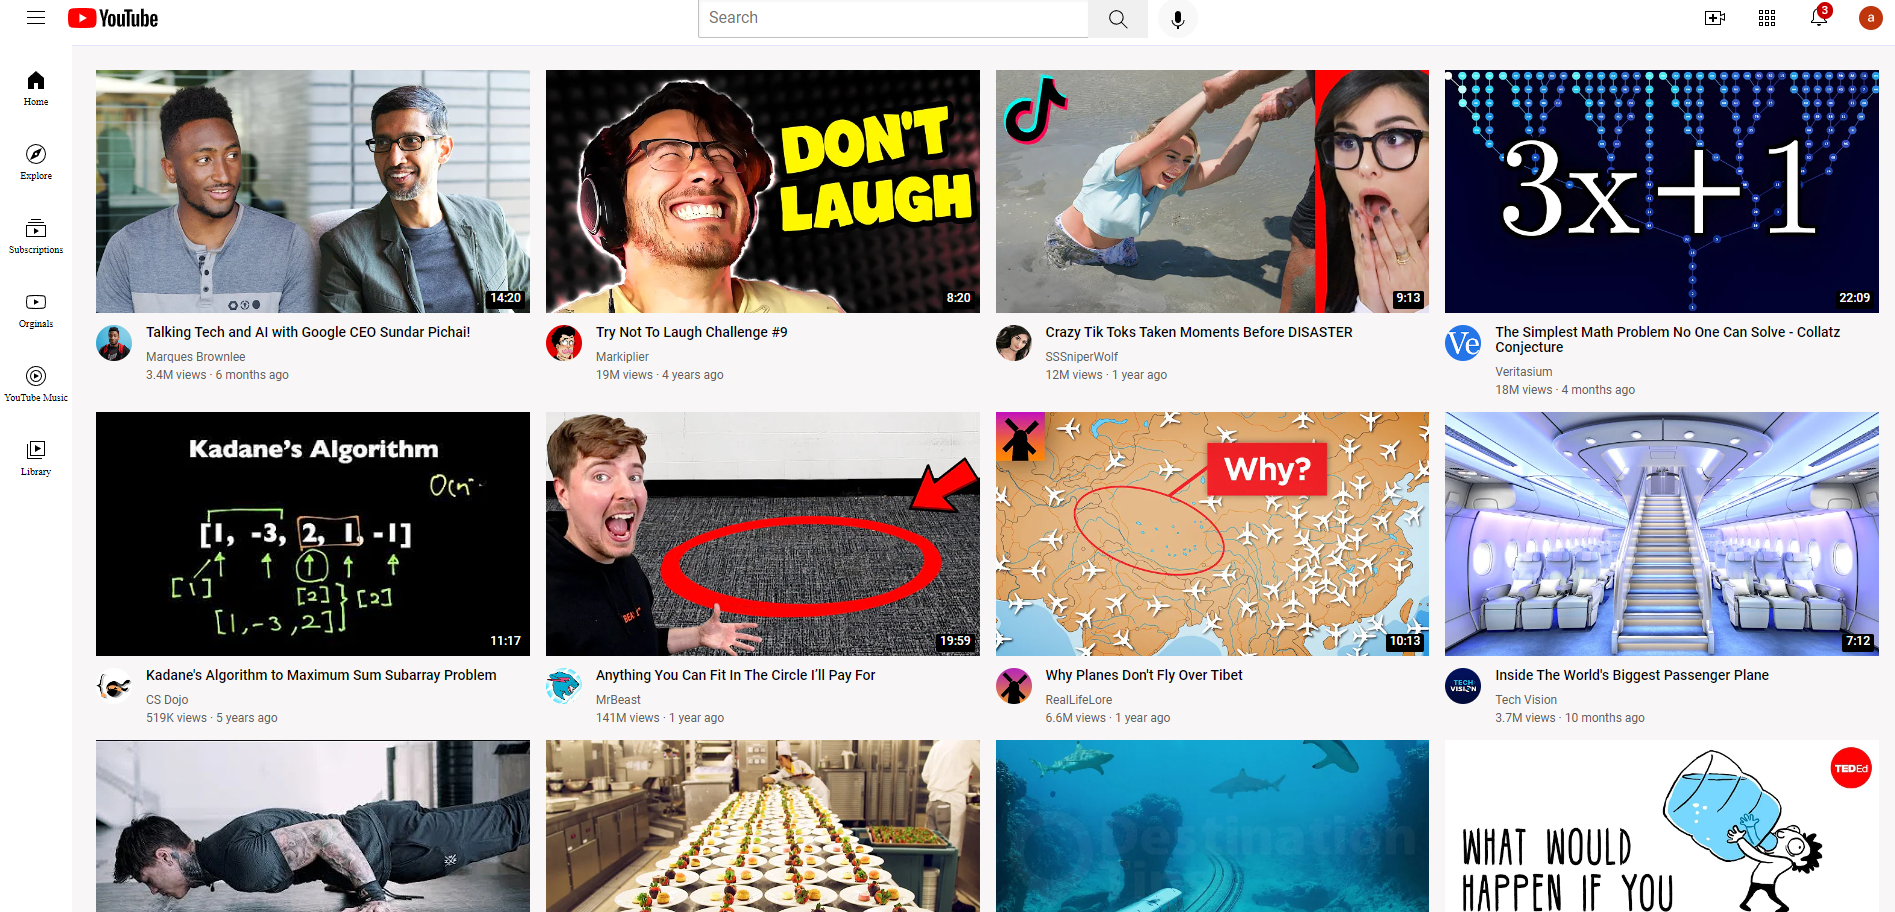 YouTube
Search
3
a
Home
Explore
Subscriptions
Orginals
YouTube Music
Library
14:20
Talking Tech and AI with Google CEO Sundar Pichai!
Marques Brownlee
3.4M views · 6 months ago
DON'T
LAUGH
8:20
Try Not To Laugh Challenge #9
Markiplier
19M views · 4 years ago
9:13
Crazy Tik Toks Taken Moments Before DISASTER
SSSniperWolf
12M views · 1 year ago
3x+1
22:09
Ve
The Simplest Math Problem No One Can Solve - Collatz
Conjecture
Veritasium
18M views · 4 months ago
Kadane's Algorithm
[1, -3, 2, 1, -1]
[1]
[2]
[2]
[1, -3, 2]
11:17
Kadane's Algorithm to Maximum Sum Subarray Problem
CS Dojo
519K views · 5 years ago
19:59
Anything You Can Fit In The Circle I'll Pay For
MrBeast
141M views · 1 year ago
Why?
10:13
Why Planes Don't Fly Over Tibet
RealLifeLore
6.6M views · 1 year ago
7:12
TECH
VISION
Inside The World's Biggest Passenger Plane
Tech Vision
3.7M views · 10 months ago
TEDEd
WHAT WOULD
HAPPEN IF YOU